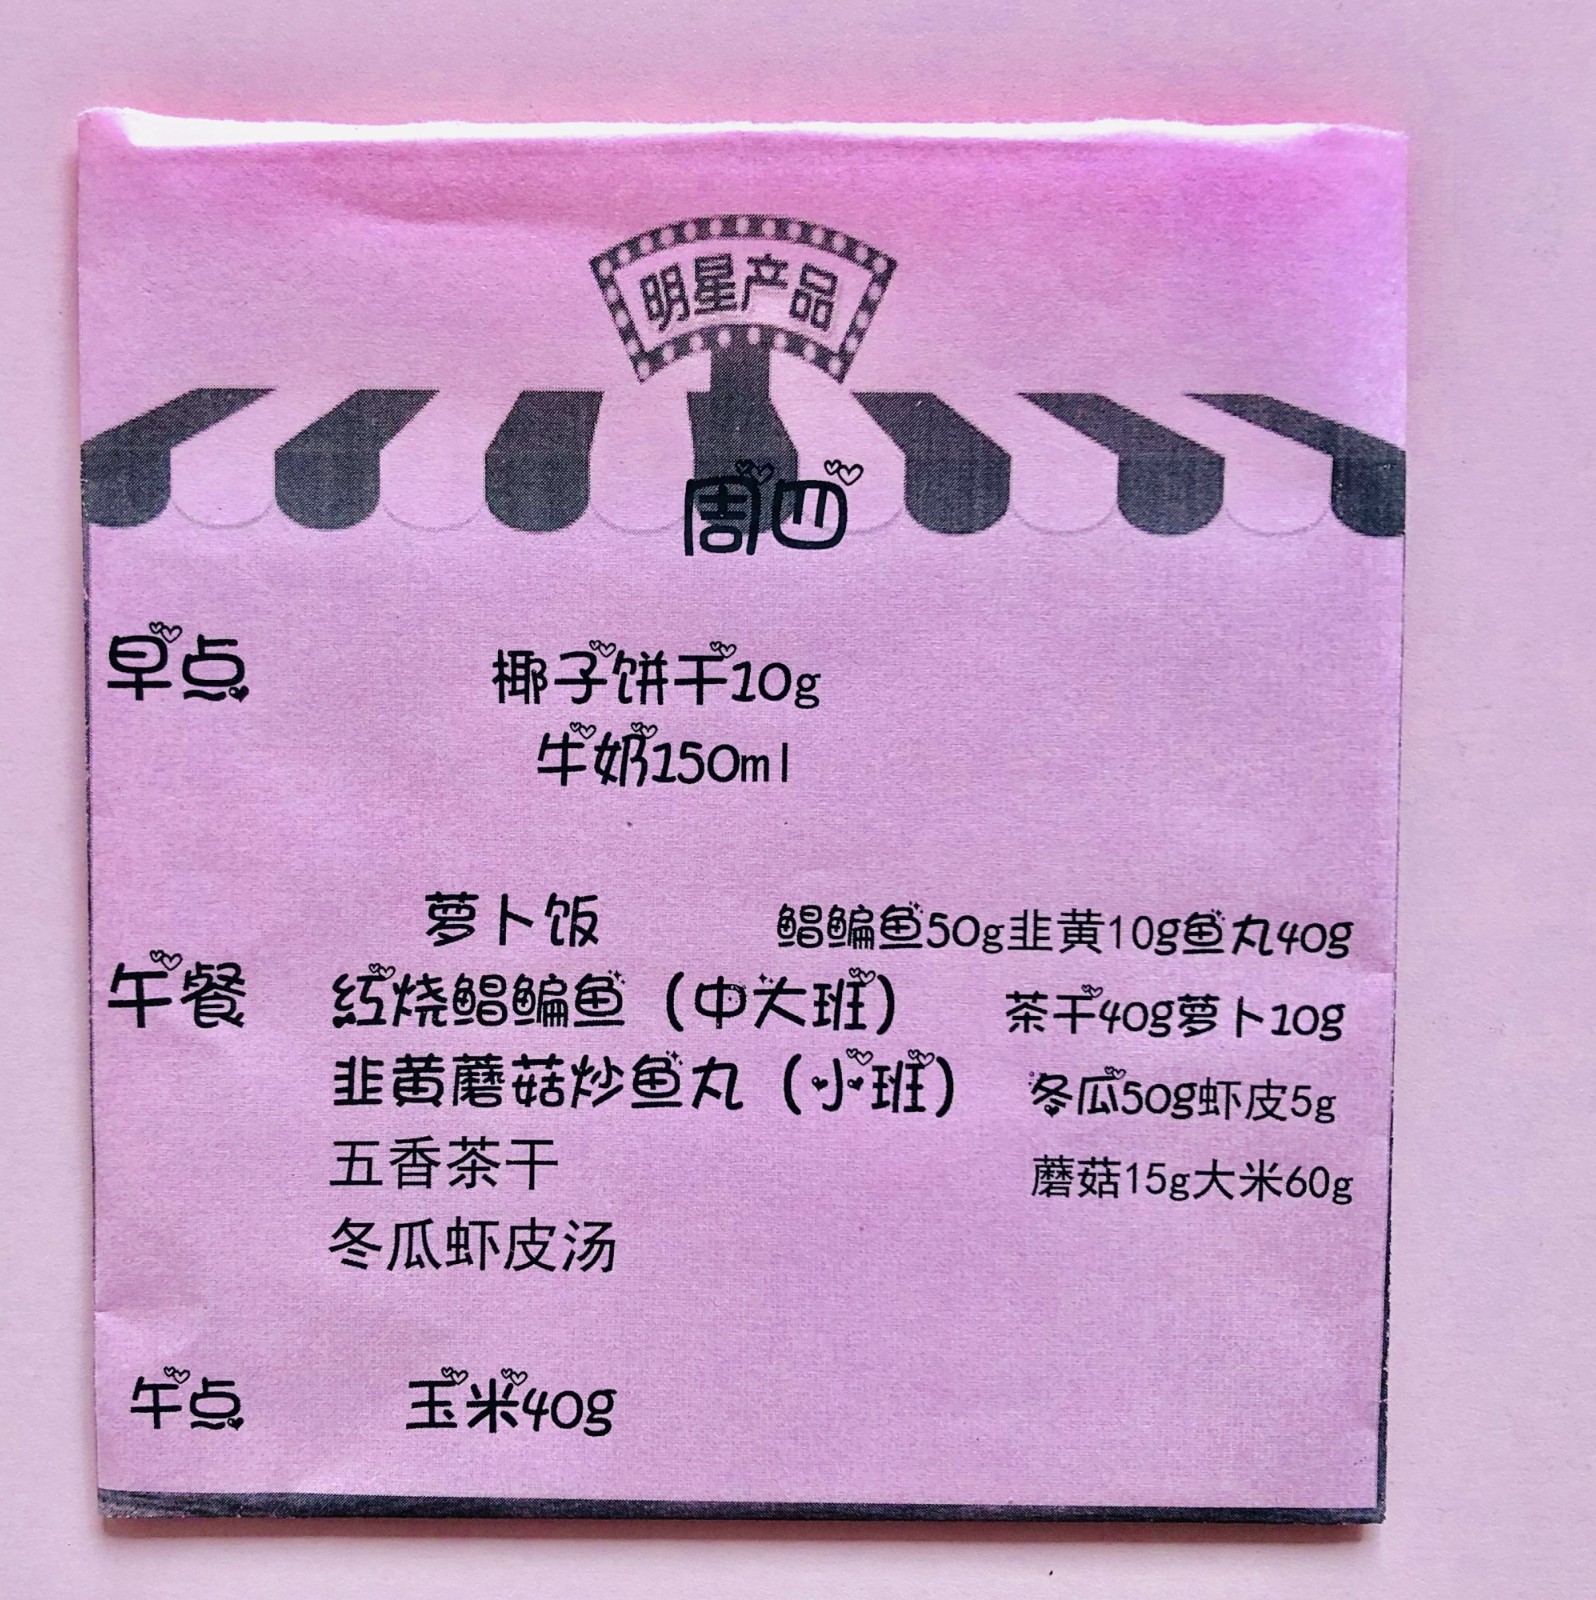 明星产品
周四
早点
椰子饼干10g
牛奶150ml
午餐
萝卜饭
红烧鲳鳊鱼（中大班）
韭黄蘑菇炒鱼丸（小班）
五香茶干
冬瓜虾皮汤
鲳鳊鱼50g韭黄10g鱼丸40g
茶干40g萝卜10g
冬瓜50g虾皮5g
蘑菇15g大米60g
午点
玉米40g